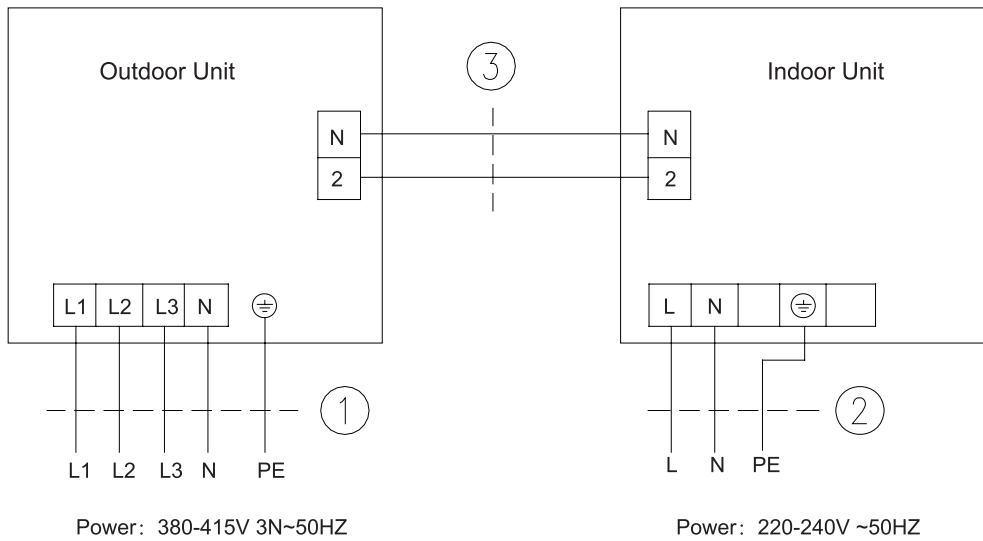 Outdoor Unit
3
Indoor Unit
N
N
2
2
L1 L2 L3 N
L N
1
2
L1 L2 L3 N PE
L N PE
Power: 380-415V 3N~50HZ
Power: 220-240V ~50HZ